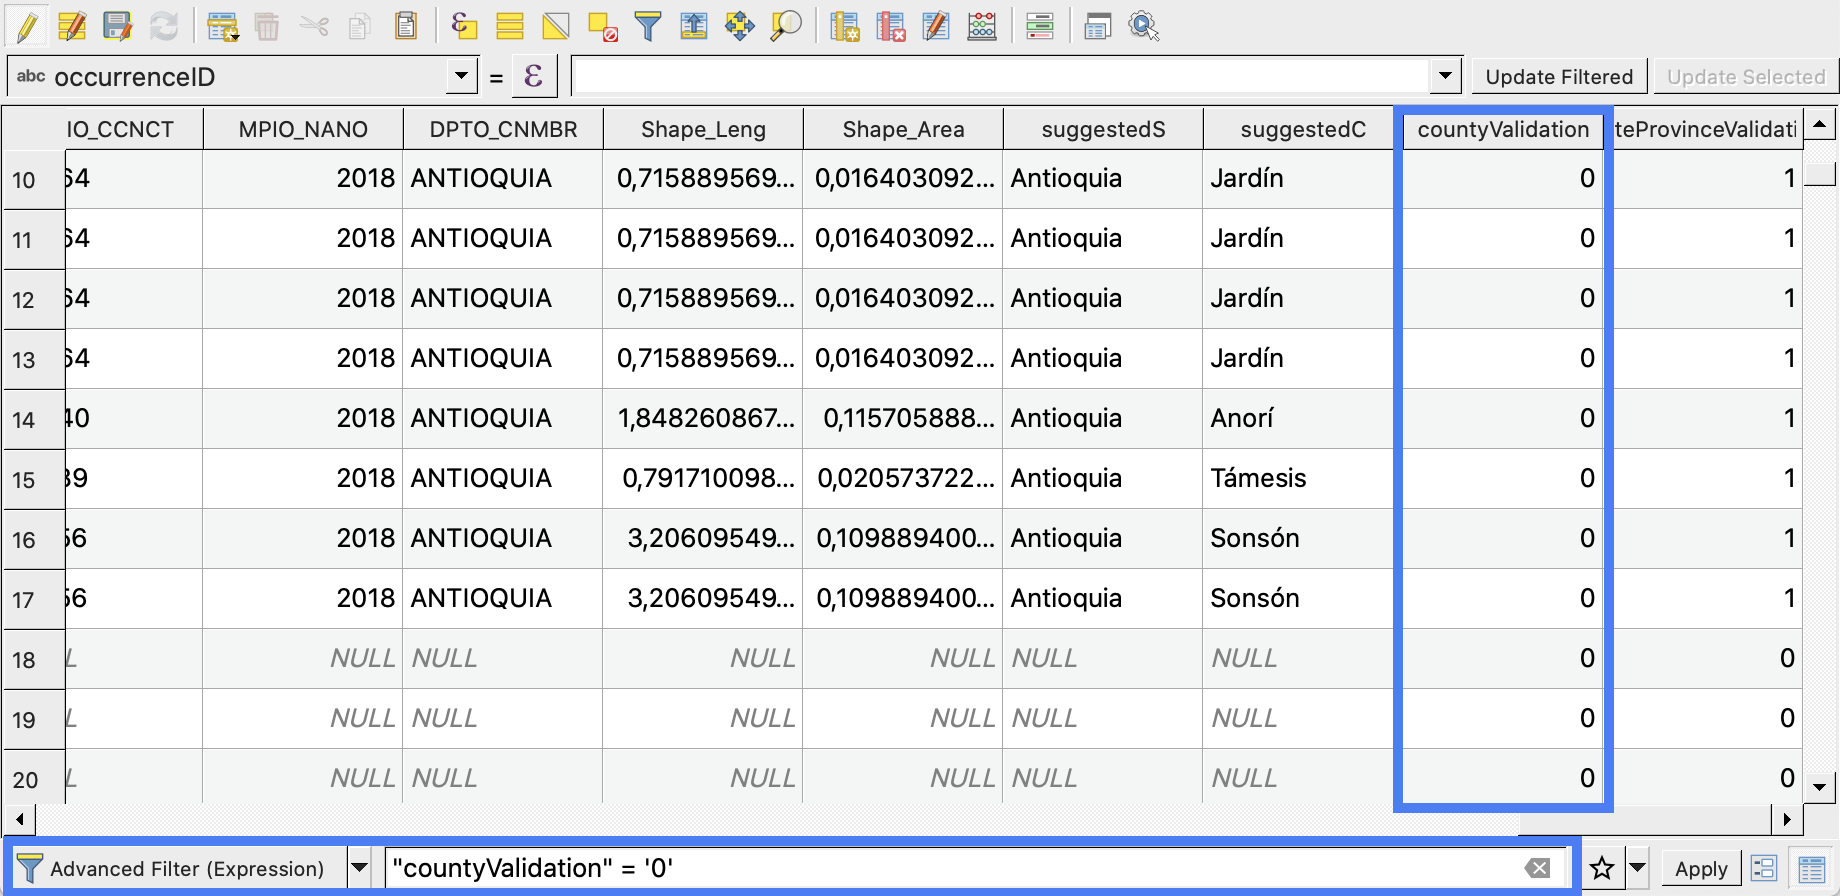 abc occurrenceID = ε Update Filtered Update Selected
IO_CCNCT MPIO_NANO DPTO_CNMBR Shape_Leng Shape_Area suggestedS suggestedC countyValidation teProvinceValidati
10 64 2018 ANTIOQUIA 0,715889569... 0,016403092... Antioquia Jardín 0 1
11 64 2018 ANTIOQUIA 0,715889569... 0,016403092... Antioquia Jardín 0 1
12 64 2018 ANTIOQUIA 0,715889569... 0,016403092... Antioquia Jardín 0 1
13 64 2018 ANTIOQUIA 0,715889569... 0,016403092... Antioquia Jardín 0 1
14 40 2018 ANTIOQUIA 1,848260867... 0,115705888... Antioquia Anorí 0 1
15 39 2018 ANTIOQUIA 0,791710098... 0,020573722... Antioquia Támesis 0 1
16 56 2018 ANTIOQUIA 3,20609549... 0,109889400... Antioquia Sonsón 0 1
17 56 2018 ANTIOQUIA 3,20609549... 0,109889400... Antioquia Sonsón 0 1
18 L NULL NULL NULL NULL NULL NULL 0 0
19 L NULL NULL NULL NULL NULL NULL 0 0
20 L NULL NULL NULL NULL NULL NULL 0 0
Advanced Filter (Expression) "countyValidation" = '0' Apply